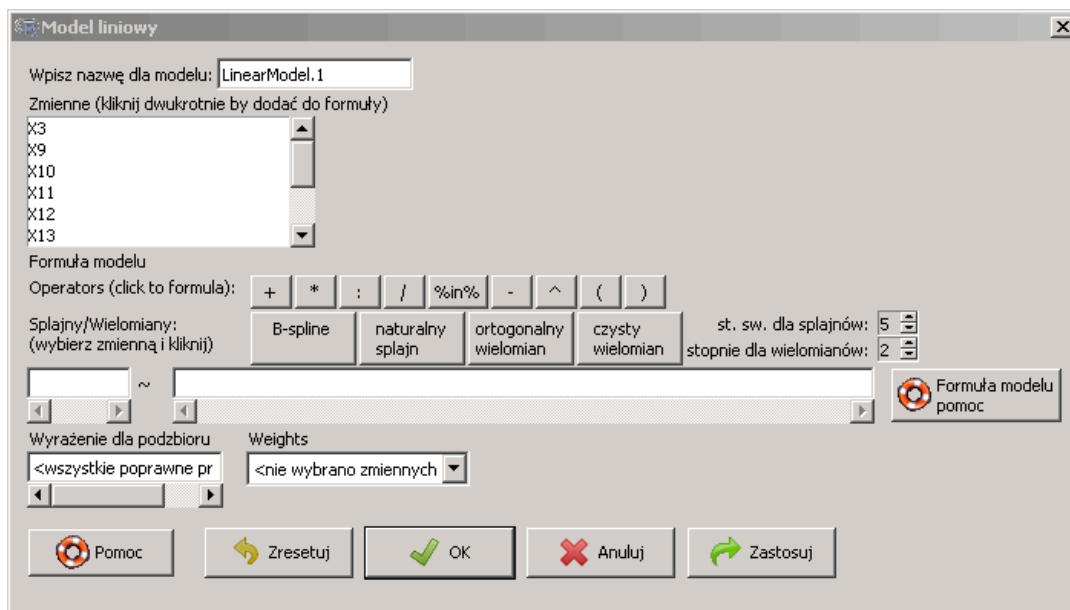 Model liniowy
Wpisz nazwę dla modelu: LinearModel.1
Zmienne (kliknij dwukrotnie by dodać do formuły)
X3
X9
X10
X11
X12
X13
Formuła modelu
Operators (click to formula): + * : / %in% - ^ ( )
Splajny/Wielomiany:
(wybierz zmienną i kliknij)
B-spline
naturalny
splajn
ortogonalny
wielomian
czysty
wielomian
st. sw. dla splajnów: 5
stopnie dla wielomianów: 2
~
Formuła modelu
pomoc
Wyrażenie dla podzbioru
<wszystkie poprawne pr
Weights
<nie wybrano zmiennych
Pomoc Zresetuj OK Anuluj Zastosuj